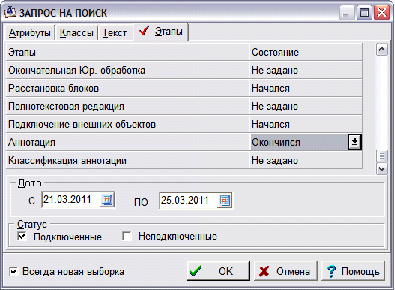 ЗАПРОС НА ПОИСК
Атрибуты Классы Текст Этапы
Этапы Состояние
Окончательная Юр. обработка Не задано
Расстановка блоков Начался
Полнотекстовая редакция Не задано
Подключение внешних объектов Начался
Аннотация Окончился
Классификация аннотации Не задано
Дата
С 21.03.2011 ПО 25.03.2011
Статус
Подключенные Неподключенные
Всегда новая выборка OK Отмена Помощь